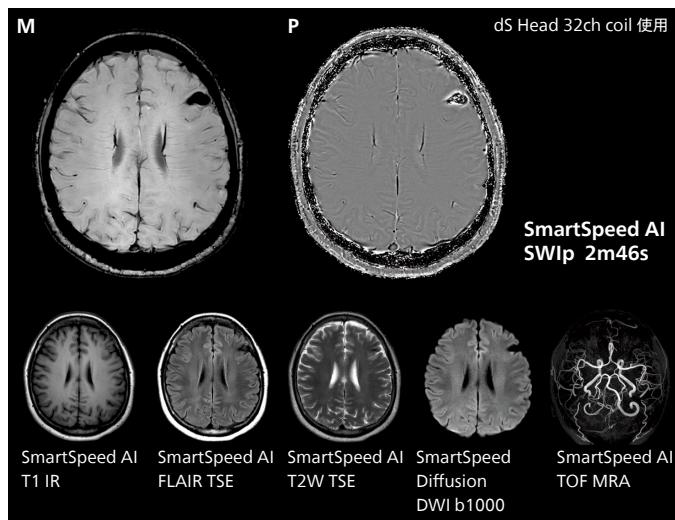 M
P
dS Head 32ch coil 使用
SmartSpeed AI
SWIp 2m46s
SmartSpeed AI
T1 IR
SmartSpeed AI
FLAIR TSE
SmartSpeed AI
T2W TSE
SmartSpeed
Diffusion
DWI b1000
SmartSpeed AI
TOF MRA